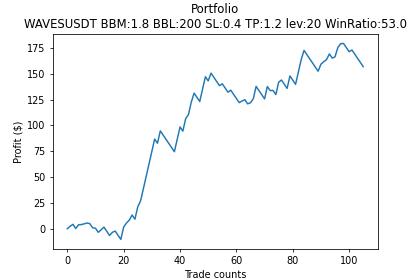 Portfolio
WAVESUSDT BBM:1.8 BBL:200 SL:0.4 TP:1.2 lev:20 WinRatio:53.0
175
150
125
100
75
50
25
0
Profit ($)
0 20 40 60 80 100
Trade counts